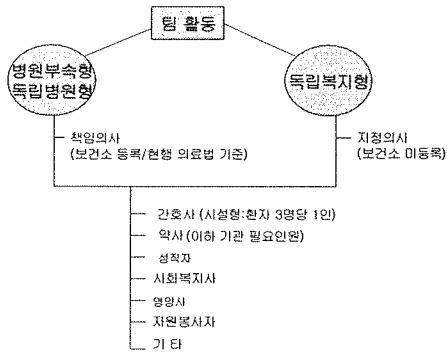 팀 활동
병원부속형
독립병원형
독립복지형
책임의사
(보건소 등록/현행 의료법 기준)
지정의사
(보건소 미등록)
간호사 (시설형:환자 3명당 1인)
약사 (이하 기관 필요인원)
성직자
사회복지사
영양사
자원봉사자
기 타